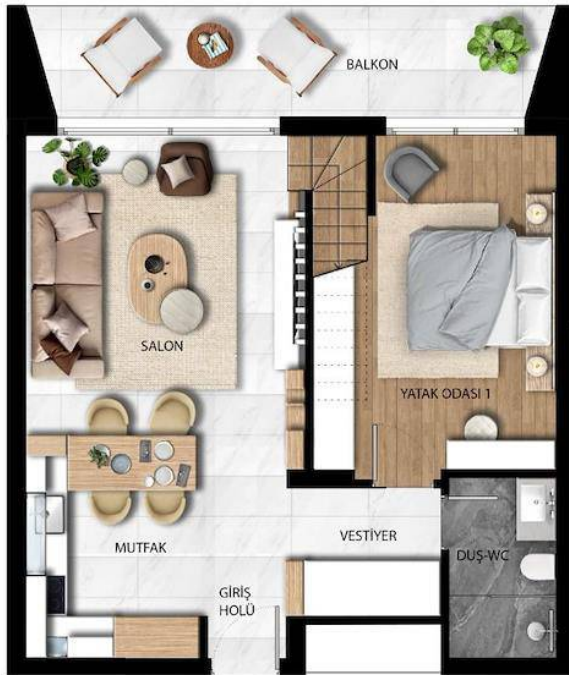 BALKON
SALON
YATAK ODASI 1
MUTFAK
VESTİYER
DUŞ-WC
GİRİŞ
HOLÜ